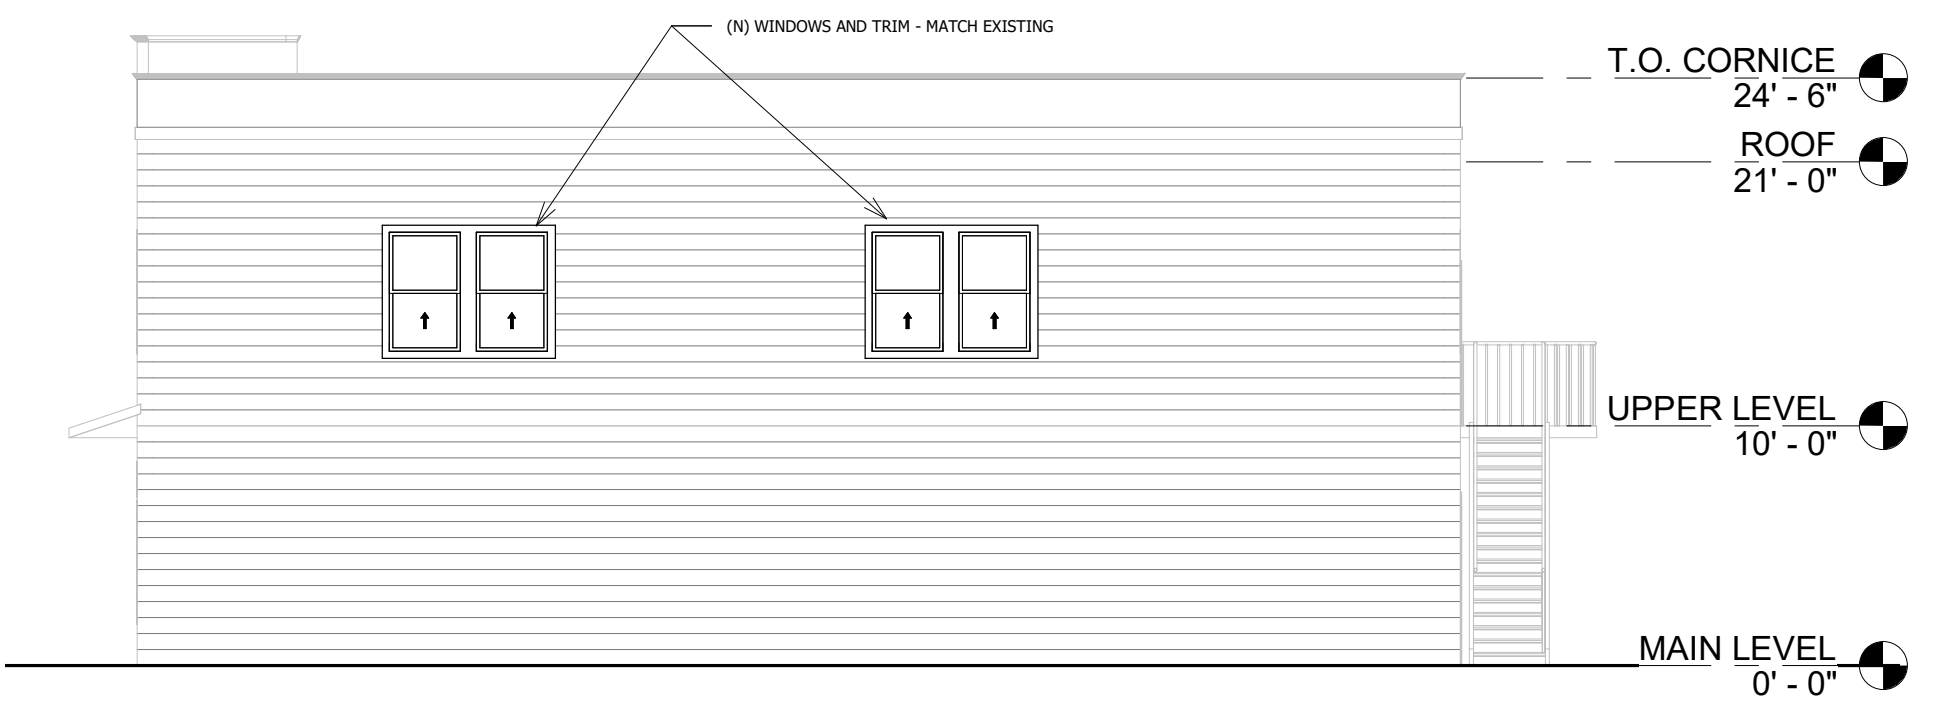 (N) WINDOWS AND TRIM - MATCH EXISTING
T.O. CORNICE
24' - 6"
ROOF
21' - 0"
UPPER LEVEL
10' - 0"
MAIN LEVEL
0' - 0"